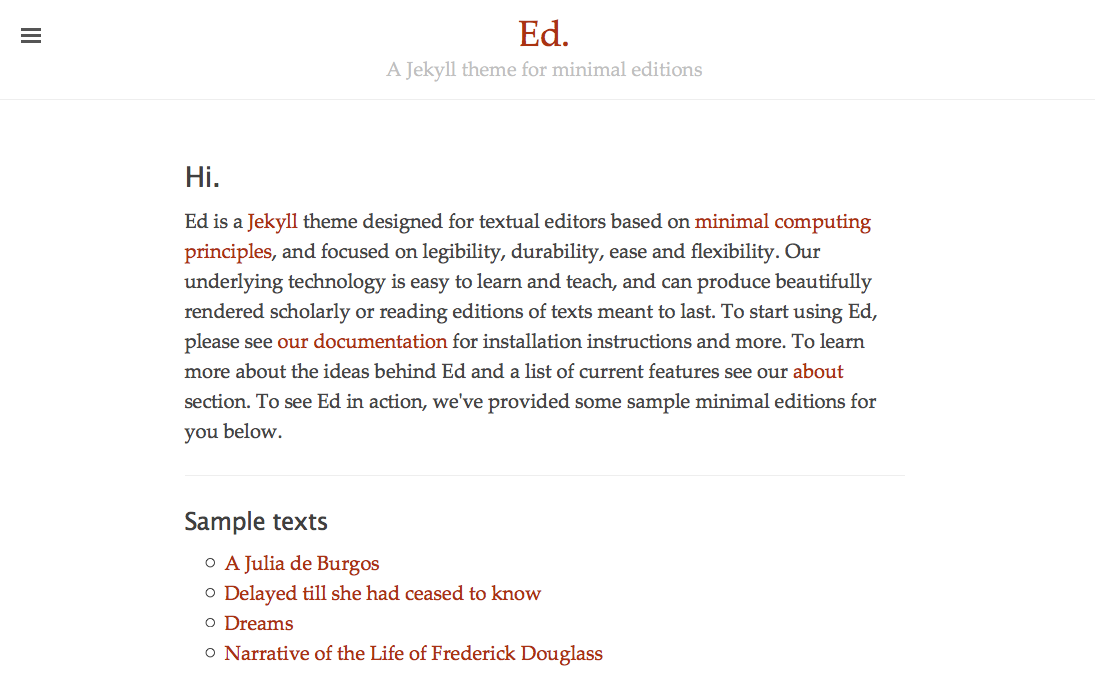 Ed.
A Jekyll theme for minimal editions
Hi.
Ed is a Jekyll theme designed for textual editors based on minimal computing
principles, and focused on legibility, durability, ease and flexibility. Our
underlying technology is easy to learn and teach, and can produce beautifully
rendered scholarly or reading editions of texts meant to last. To start using Ed,
please see our documentation for installation instructions and more. To learn
more about the ideas behind Ed and a list of current features see our about
section. To see Ed in action, we've provided some sample minimal editions for
you below.
Sample texts
A Julia de Burgos
Delayed till she had ceased to know
Dreams
Narrative of the Life of Frederick Douglass